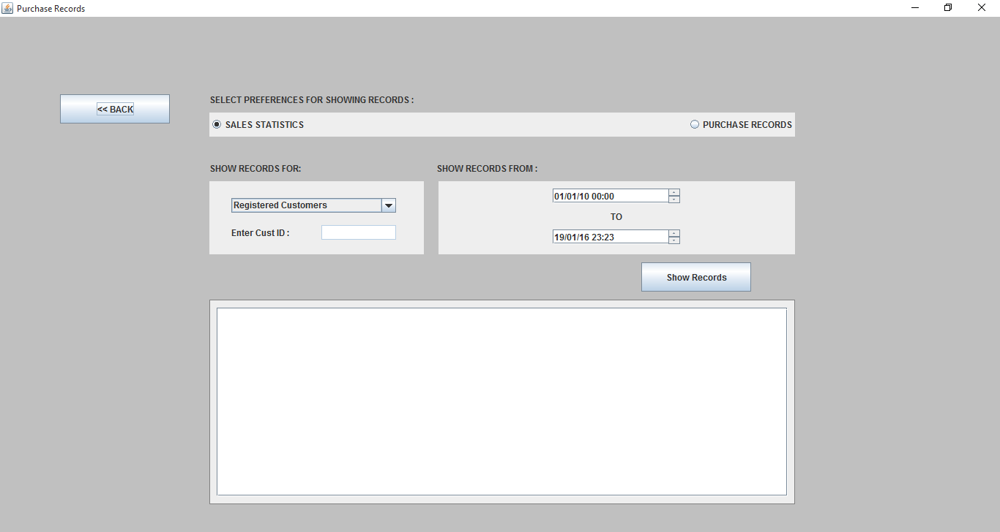 Purchase Records
<< BACK
SELECT PREFERENCES FOR SHOWING RECORDS :
SALES STATISTICS
PURCHASE RECORDS
SHOW RECORDS FOR:
SHOW RECORDS FROM :
Registered Customers
Enter Cust ID :
01/01/10 00:00
TO
19/01/16 23:23
Show Records